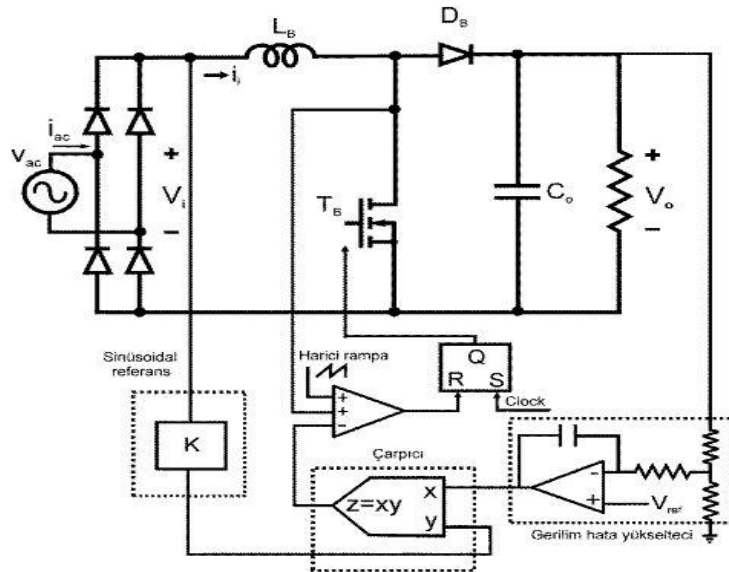 L_B
D_B
i_i
i_ac
v_ac
+
V_i
−
T_B
C_o
+
V_o
−
Sinüsoidal
referans
Harici rampa
Q
R S
Clock
+
+
−
K
Çarpıcı
z=xy
x
y
-
+
V_ref
Gerilim hata yükselteci